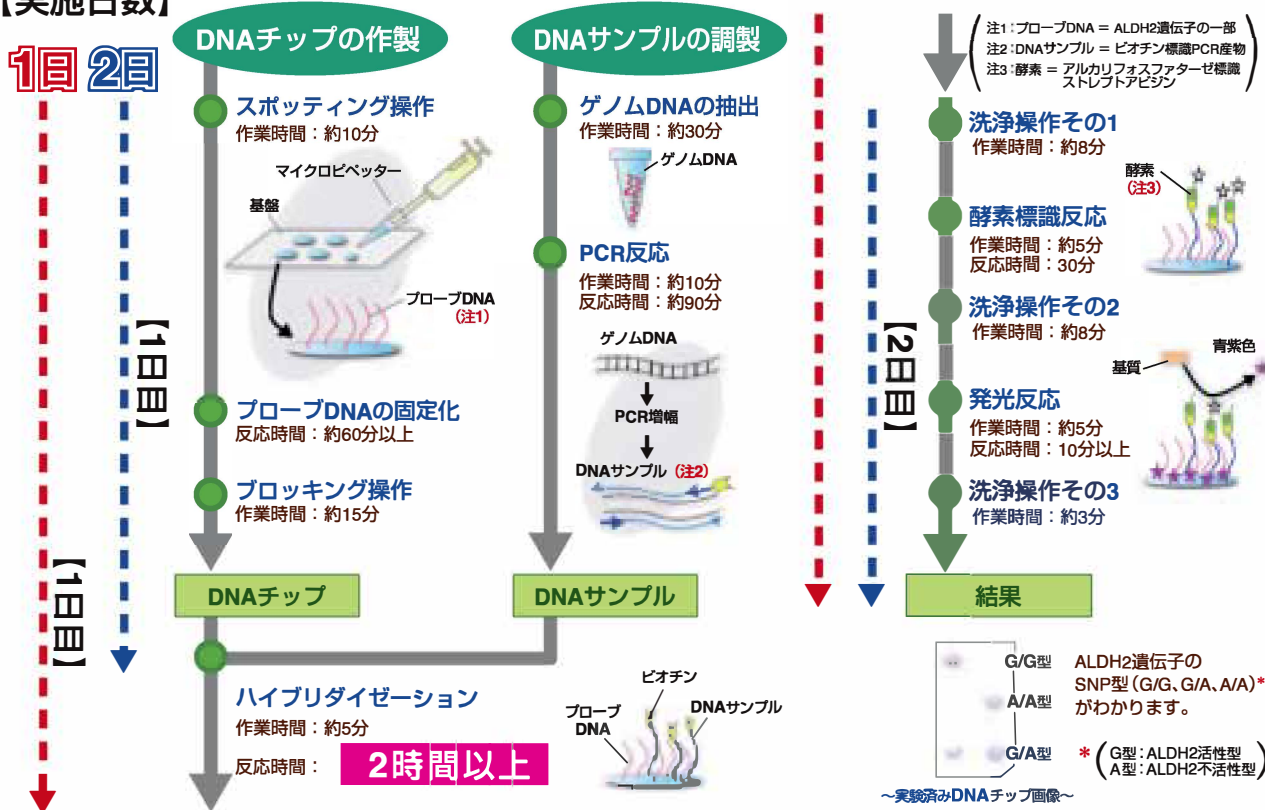 【実施日数】
1日 2日
【1日目】
【1日目】
DNAチップの作製
スポッティング操作
作業時間：約10分
マイクロピペッター
基盤
プローブDNA
（注1）
プローブDNAの固定化
反応時間：約60分以上
ブロッキング操作
作業時間：約15分
DNAチップ
DNAサンプルの調製
ゲノムDNAの抽出
作業時間：約30分
ゲノムDNA
PCR反応
作業時間：約10分
反応時間：約90分
ゲノムDNA
PCR増幅
DNAサンプル（注2）
DNAサンプル
ハイブリダイゼーション
作業時間：約5分
反応時間：
2時間以上
ビオチン
プローブ
DNA
DNAサンプル
注1：プローブDNA = ALDH2遺伝子の一部
注2：DNAサンプル = ビオチン標識PCR産物
注3：酵素 = アルカリフォスファターゼ標識
ストレプトアビジン
【2日目】
洗浄操作その1
作業時間：約8分
酵素
（注3）
酵素標識反応
作業時間：約5分
反応時間：30分
洗浄操作その2
作業時間：約8分
基質
青紫色
発光反応
作業時間：約5分
反応時間：10分以上
洗浄操作その3
作業時間：約3分
結果
G/G型
A/A型
G/A型
ALDH2遺伝子の
SNP型（G/G、G/A、A/A）*
がわかります。
*（G型：ALDH2活性型
A型：ALDH2不活性型）
～実験済みDNAチップ画像～